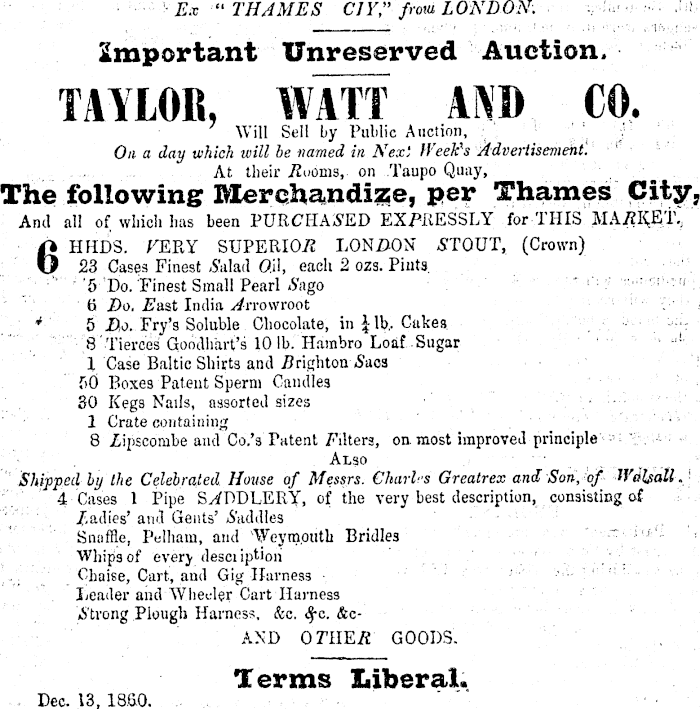 Ex "THAMES CIY," from LONDON.
Important Unreserved Auction.
TAYLOR, WATT AND CO.
Will Sell by Public Auction,
On a day which will be named in Next Week's Advertisement.
At their Rooms, on Taupo Quay,
The following Merchandize, per Thames City,
And all of which has been PURCHASED EXPRESSLY for THIS MARKET.
6 HHDS. VERY SUPERIOR LONDON STOUT, (Crown)
23 Cases Finest Salad Oil, each 2 ozs. Pints
5 Do. Finest Small Pearl Sago
6 Do. East India Arrowroot
5 Do. Fry's Soluble Chocolate, in ¼ lb. Cakes
8 Tierces Goodhart's 10 lb. Hambro Loaf Sugar
1 Case Baltic Shirts and Brighton Sacs
50 Boxes Patent Sperm Candles
30 Kegs Nails, assorted sizes
1 Crate containing
8 Lipscombe and Co.'s Patent Filters, on most improved principle
ALSO
Shipped by the Celebrated House of Messrs. Charles Greatrex and Son, of Walsall.
4 Cases 1 Pipe SADDLERY, of the very best description, consisting of
Ladies' and Gents' Saddles
Snaffle, Pelham, and Weymouth Bridles
Whips of every description
Chaise, Cart, and Gig Harness
Leader and Wheeler Cart Harness
Strong Plough Harness, &c. &c. &c-
AND OTHER GOODS.
Terms Liberal.
Dec. 13, 1860.